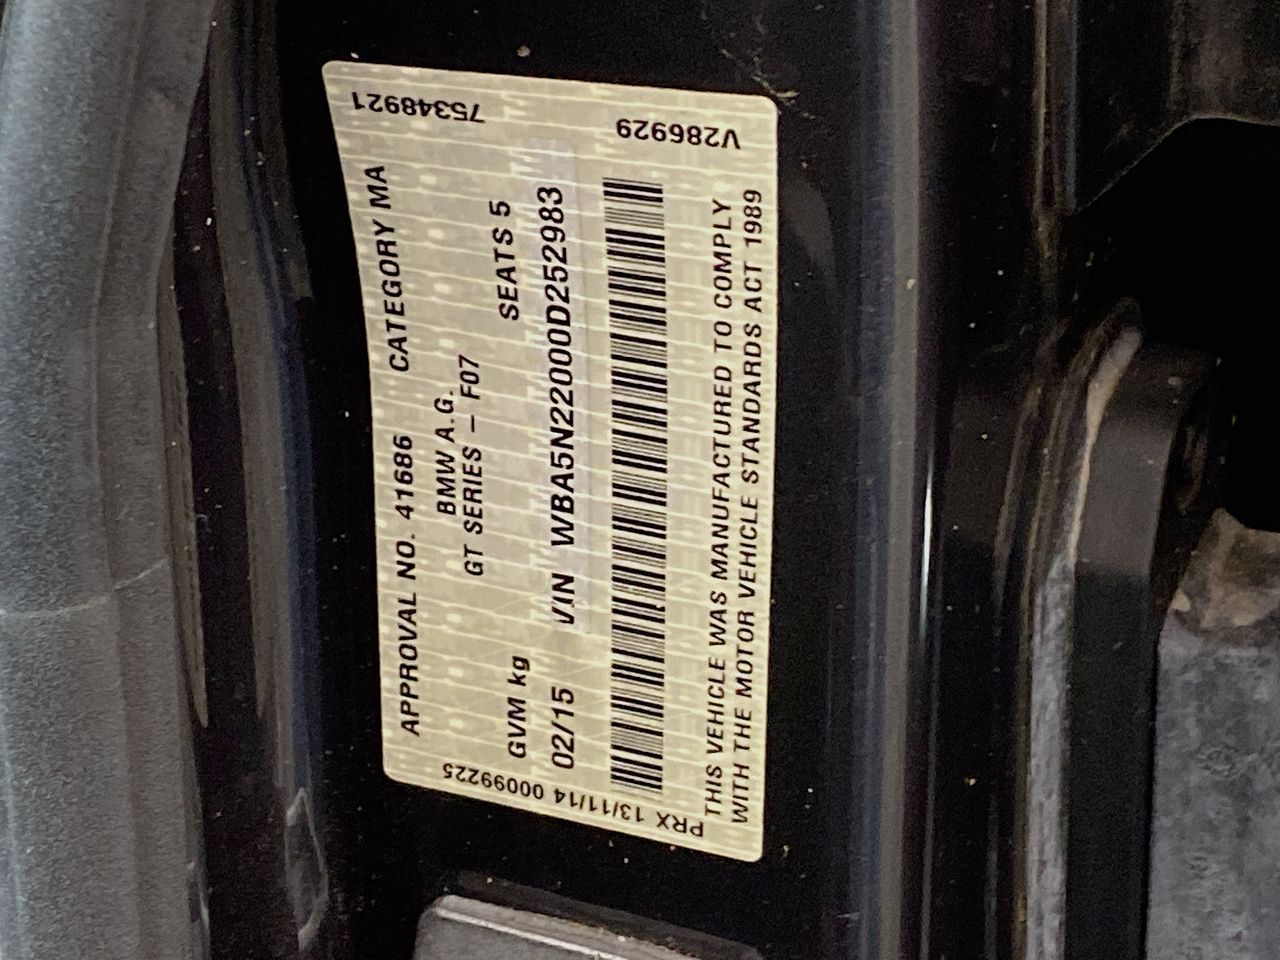 APPROVAL NO. 41686 CATEGORY MA
BMW A.G.
GT SERIES – F07
GVM kg SEATS 5
02/15 VIN WBA5N22000D252983
THIS VEHICLE WAS MANUFACTURED TO COMPLY
WITH THE MOTOR VEHICLE STANDARDS ACT 1989
75348921
V286929
PRX 13/11/14 00099225